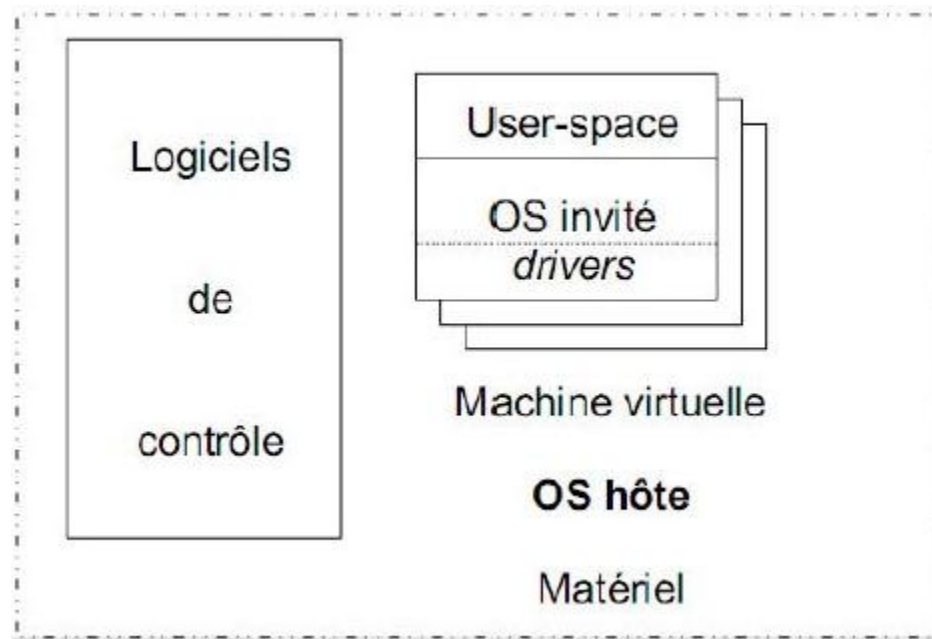 Logiciels
de
contrôle
User-space
OS invité
drivers
Machine virtuelle
OS hôte
Matériel